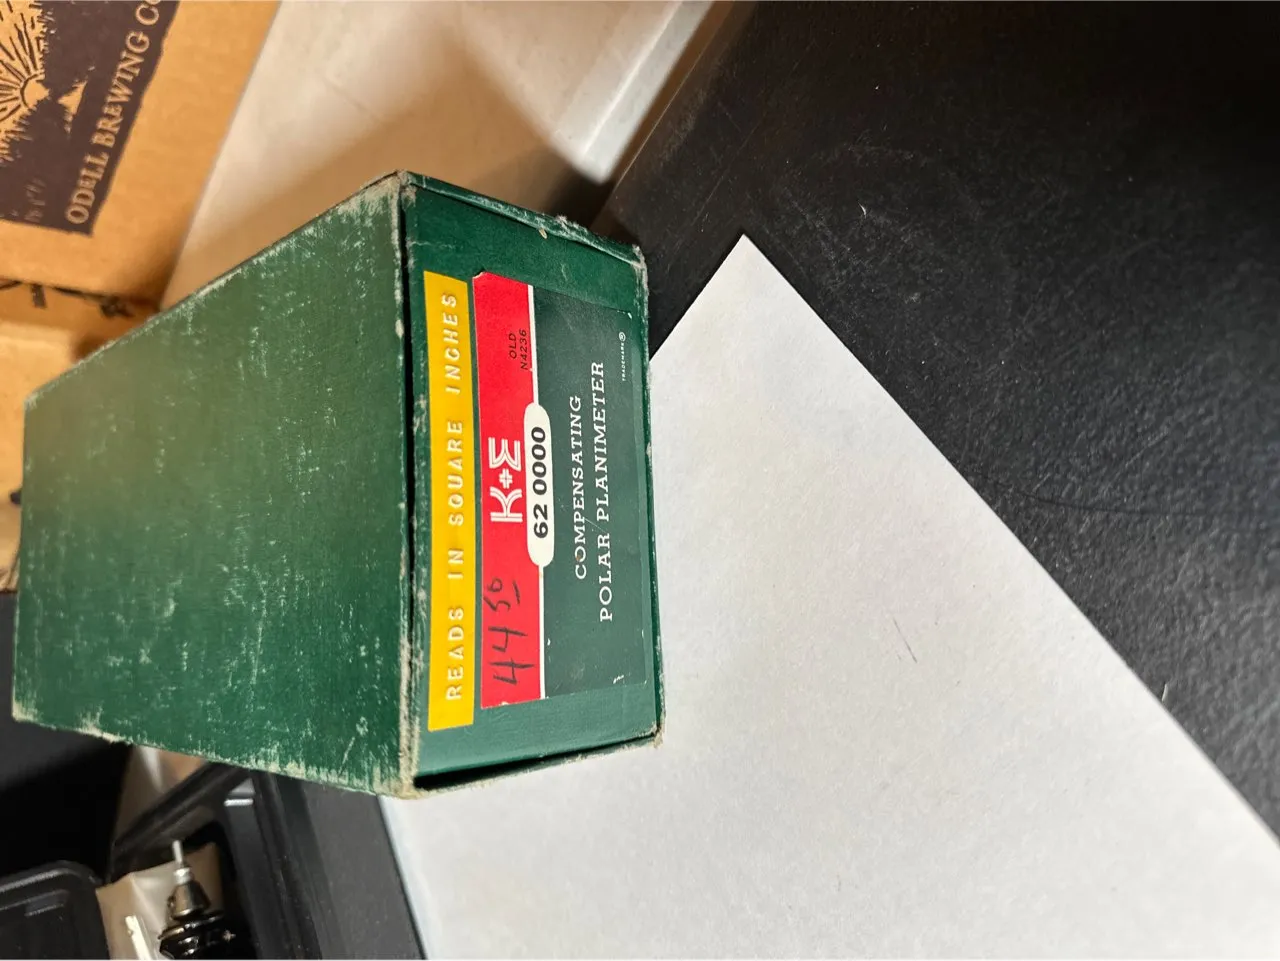 ODELL BREWING CO
READS IN SQUARE INCHES
OLD
N4236
K+E
44 50
62 0000
COMPENSATING
POLAR PLANIMETER
TRADEMARK ®